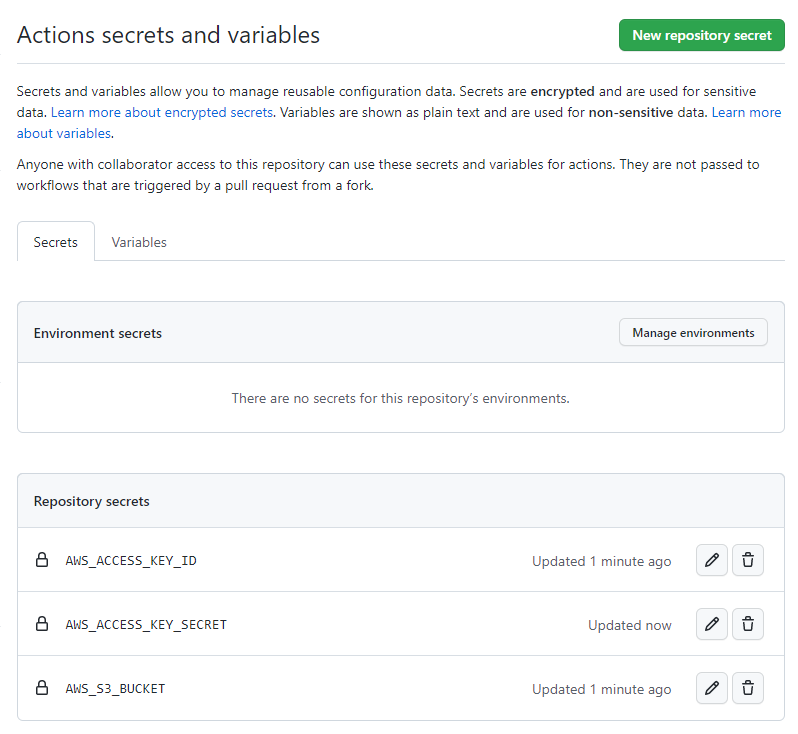 Actions secrets and variables
New repository secret
Secrets and variables allow you to manage reusable configuration data. Secrets are encrypted and are used for sensitive
data. Learn more about encrypted secrets. Variables are shown as plain text and are used for non-sensitive data. Learn more
about variables.
Anyone with collaborator access to this repository can use these secrets and variables for actions. They are not passed to
workflows that are triggered by a pull request from a fork.
Secrets
Variables
Environment secrets
Manage environments
There are no secrets for this repository’s environments.
Repository secrets
AWS_ACCESS_KEY_ID
Updated 1 minute ago
AWS_ACCESS_KEY_SECRET
Updated now
AWS_S3_BUCKET
Updated 1 minute ago